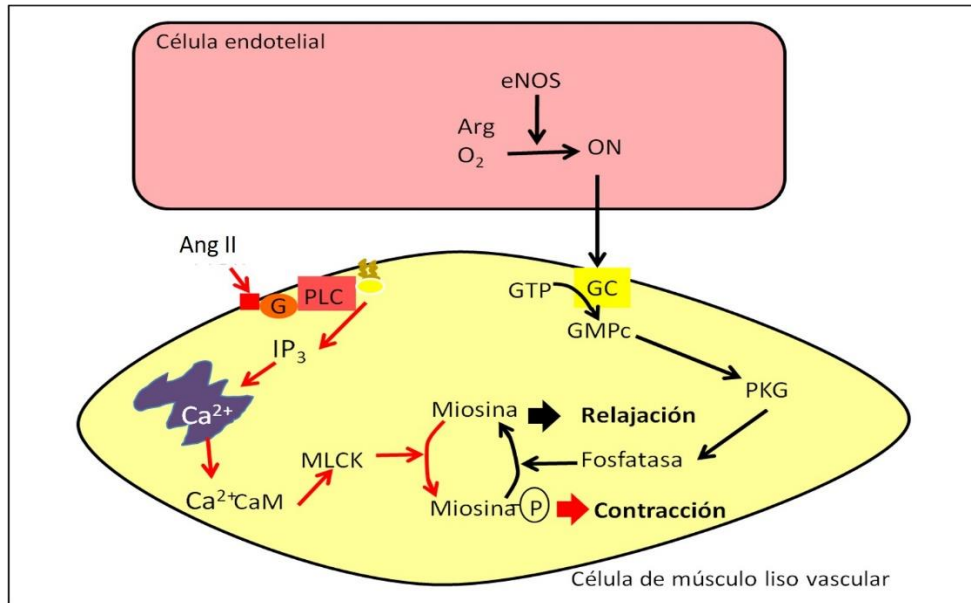 Célula endotelial
eNOS
Arg
O₂
ON
Ang II
G
PLC
GTP
GC
GMPc
IP₃
Ca²⁺
PKG
Miosina
Relajación
MLCK
Fosfatasa
Ca²⁺CaM
Miosina P
Contracción
Célula de músculo liso vascular